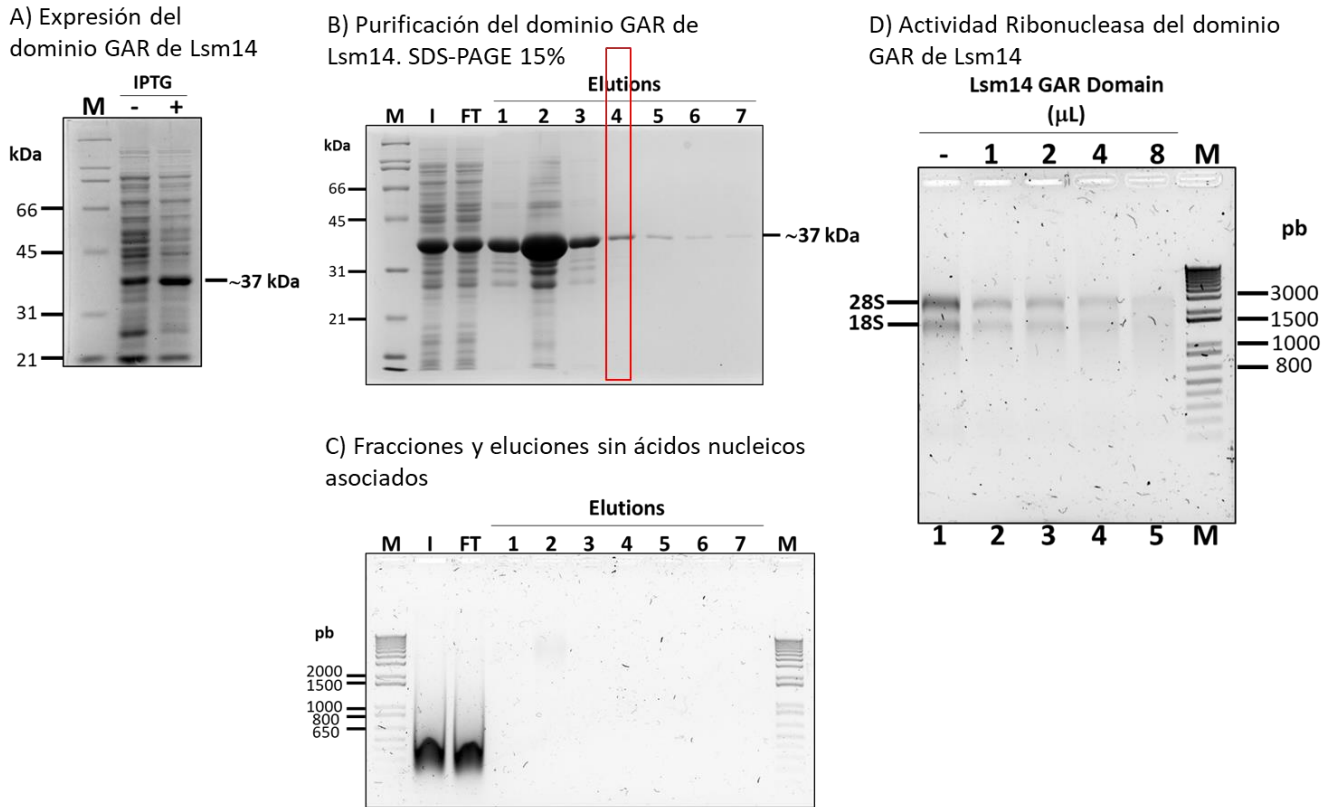 A) Expresión del
dominio GAR de Lsm14
IPTG
M - +
kDa
66
45
31
21
~37 kDa
B) Purificación del dominio GAR de
Lsm14. SDS-PAGE 15%
Elutions
M I FT 1 2 3 4 5 6 7
kDa
66
45
31
21
~37 kDa
C) Fracciones y eluciones sin ácidos nucleicos
asociados
Elutions
M I FT 1 2 3 4 5 6 7 M
pb
2000
1500
1000
800
650
D) Actividad Ribonucleasa del dominio
GAR de Lsm14
Lsm14 GAR Domain
(µL)
- 1 2 4 8 M
pb
28S
18S
3000
1500
1000
800
1 2 3 4 5 M